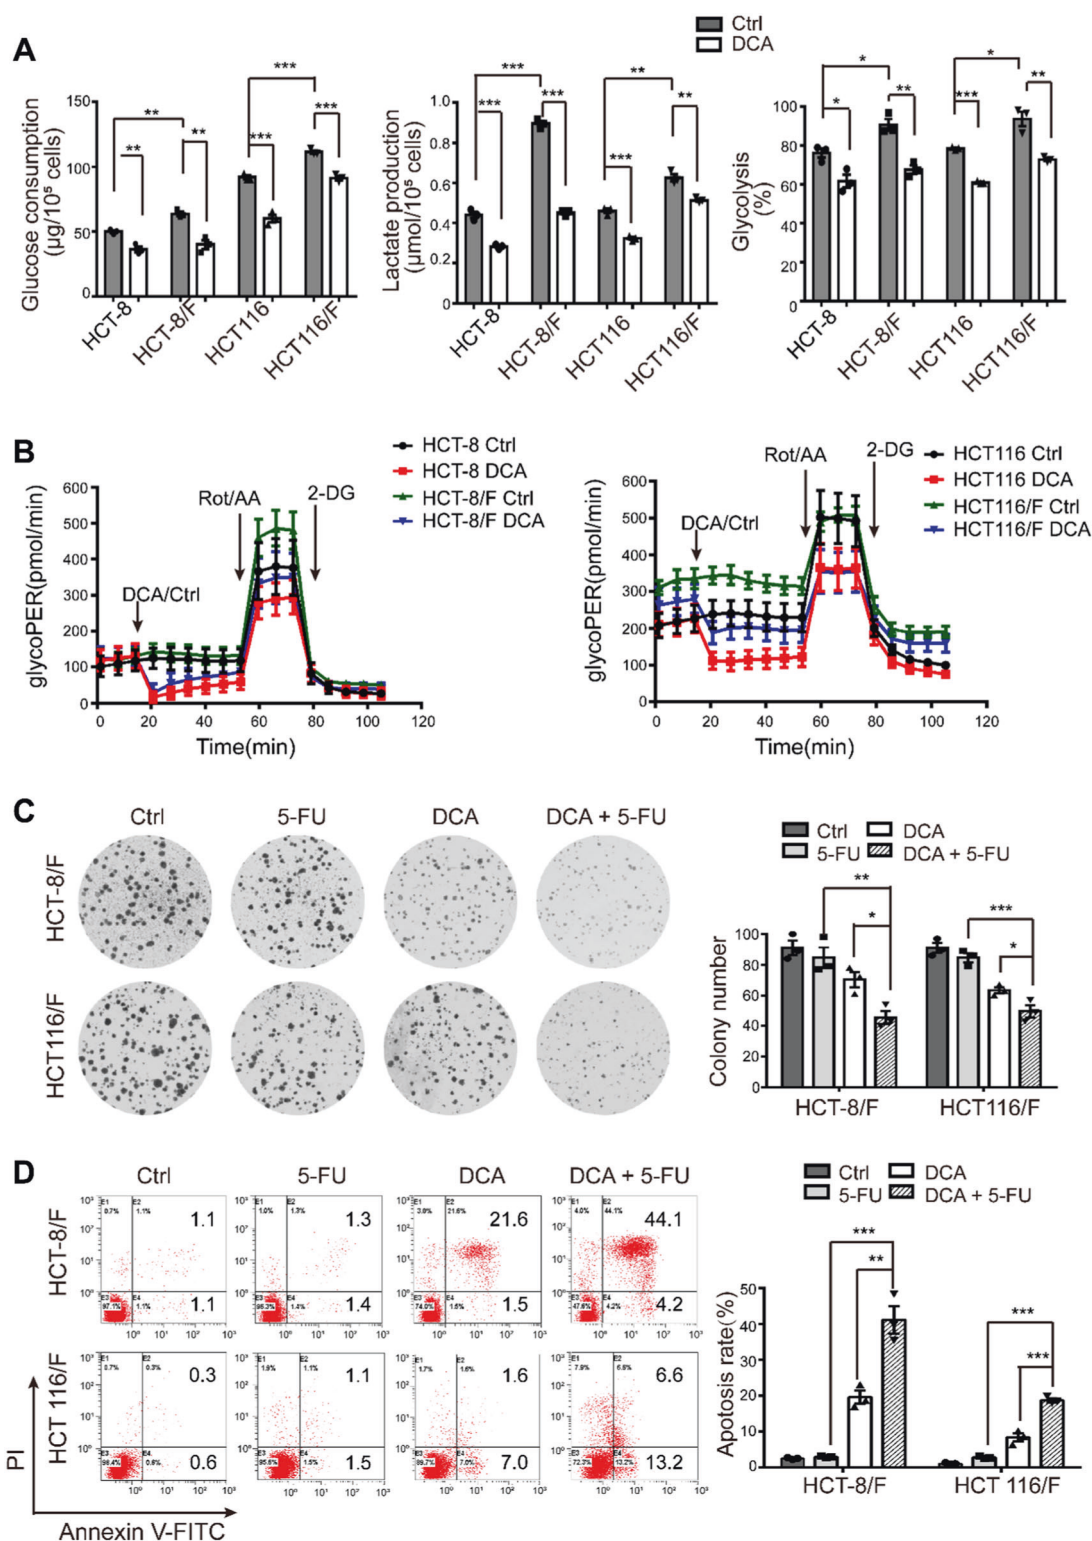 Ctrl
DCA
A
Glucose consumption
(µg/10⁵ cells)
150
100
50
0
**
**
**
***
***
***
HCT-8
HCT-8/F
HCT116
HCT116/F
Lactate production
(µmol/10⁵ cells)
1.0
0.8
0.6
0.4
0.2
0
***
***
***
**
***
**
HCT-8
HCT-8/F
HCT116
HCT116/F
Glycolysis
(%)
100
80
60
40
20
0
*
*
**
*
***
**
HCT-8
HCT-8/F
HCT116
HCT116/F
B
HCT-8 Ctrl
HCT-8 DCA
HCT-8/F Ctrl
HCT-8/F DCA
Rot/AA
2-DG
DCA/Ctrl
glycoPER(pmol/min)
600
500
400
300
200
100
0
0 20 40 60 80 100 120
Time(min)
HCT116 Ctrl
HCT116 DCA
HCT116/F Ctrl
HCT116/F DCA
Rot/AA
2-DG
DCA/Ctrl
glycoPER(pmol/min)
600
500
400
300
200
100
0
0 20 40 60 80 100 120
Time(min)
C
Ctrl 5-FU DCA DCA + 5-FU
HCT-8/F
HCT116/F
Ctrl DCA
5-FU DCA + 5-FU
**
*
***
*
Colony number
100
80
60
40
20
0
HCT-8/F HCT116/F
D
Ctrl 5-FU DCA DCA + 5-FU
HCT-8/F
1.1 1.3 21.6 44.1
1.1 1.4 1.5 4.2
HCT 116/F
0.3 1.1 1.6 6.6
0.6 1.5 7.0 13.2
PI
Annexin V-FITC
Ctrl DCA
5-FU DCA + 5-FU
***
**
***
***
Apotosis rate(%)
50
40
30
20
10
0
HCT-8/F HCT 116/F